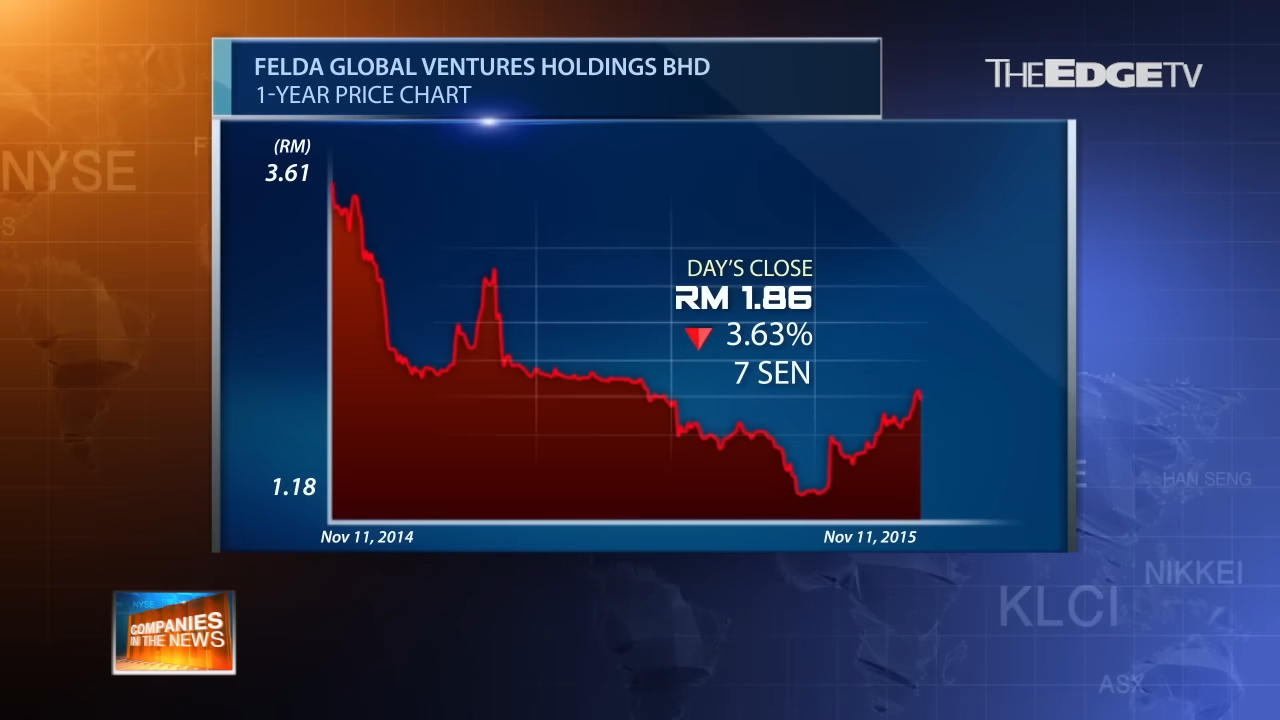 FELDA GLOBAL VENTURES HOLDINGS BHD
1-YEAR PRICE CHART
THEEDGETV
(RM)
3.61
NYSE
DAY'S CLOSE
RM 1.86
3.63%
7 SEN
1.18
HAN SENG
Nov 11, 2014
Nov 11, 2015
NIKKEI
KLCI
NYSE
COMPANIES
IN THE NEWS
ASX